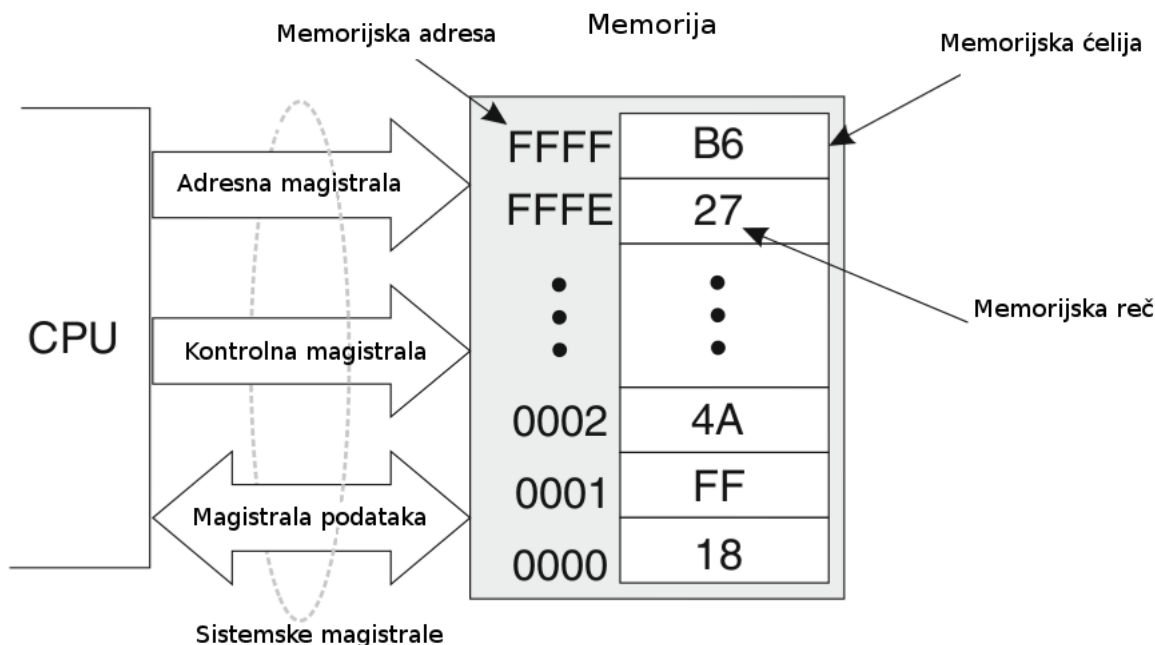 Memorijska adresa
Memorija
Memorijska ćelija
FFFF B6
Adresna magistrala
FFFE 27
Memorijska reč
CPU
Kontrolna magistrala
0002 4A
0001 FF
Magistrala podataka
0000 18
Sistemske magistrale